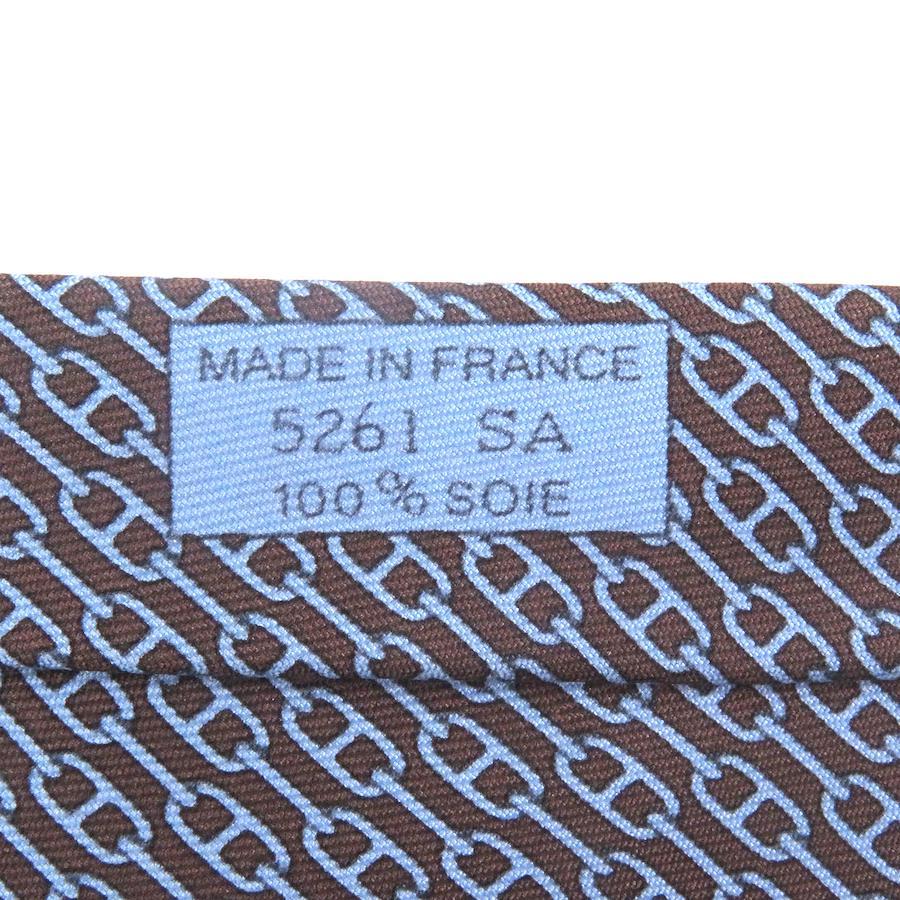 MADE IN FRANCE
5261 SA
100% SOIE